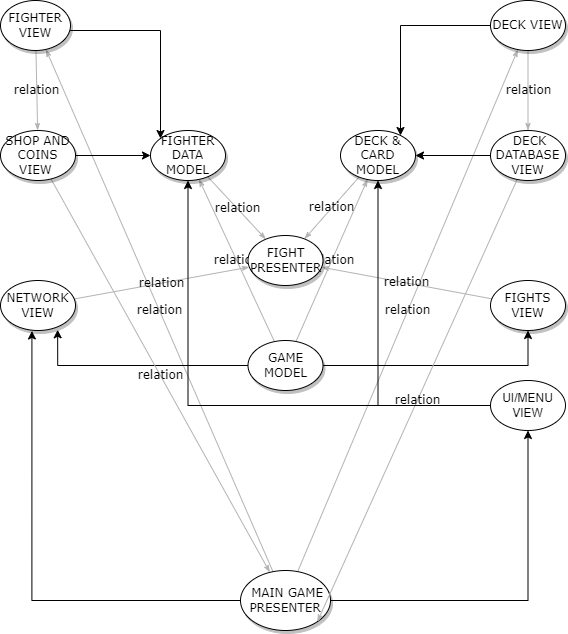 FIGHTER
VIEW
DECK VIEW
relation
relation
SHOP AND
COINS
VIEW
FIGHTER
DATA
MODEL
DECK &
CARD
MODEL
DECK
DATABASE
VIEW
relation
relation
relatic
FIGHT
PRESENTER
lation
relation
relation
NETWORK
VIEW
FIGHTS
VIEW
relation
relation
GAME
MODEL
relation
relation
UI/MENU
VIEW
MAIN GAME
PRESENTER